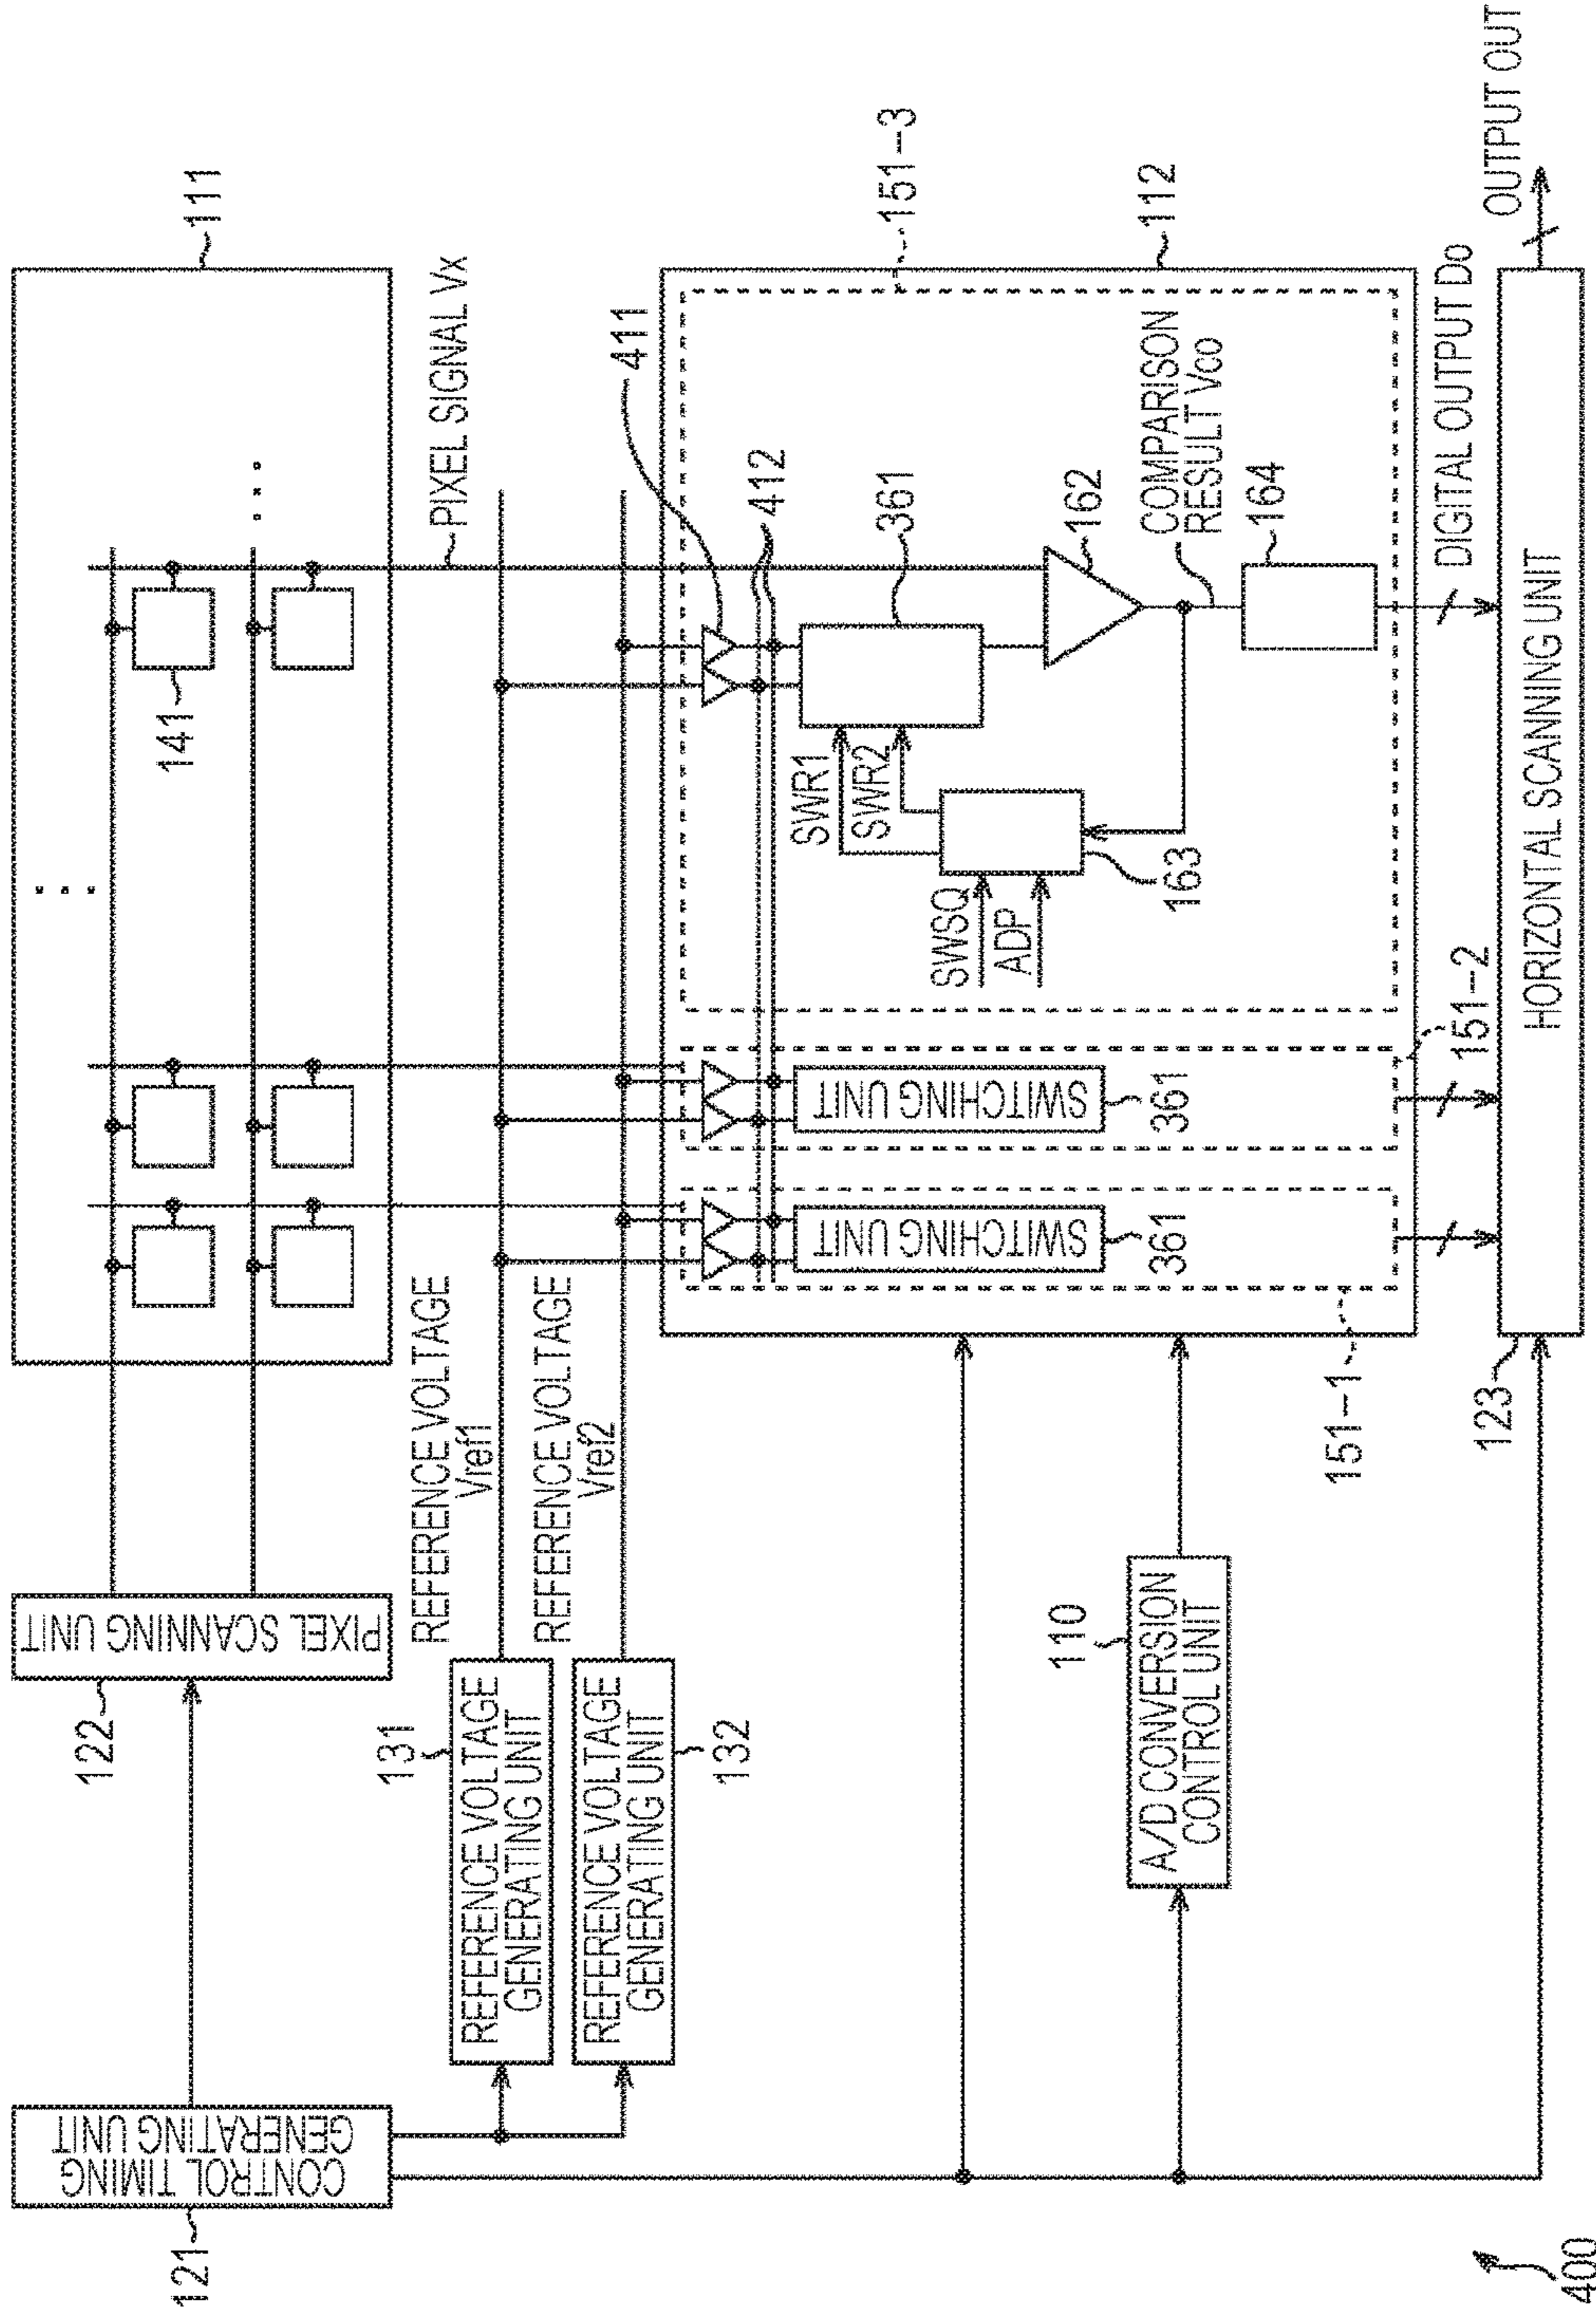 121
CONTROL TIMING
GENERATING UNIT
122
PIXEL SCANNING UNIT
111
141
PIXEL SIGNAL Vx
131
REFERENCE VOLTAGE
GENERATING UNIT
REFERENCE VOLTAGE
Vref1
REFERENCE VOLTAGE
GENERATING UNIT
132
REFERENCE VOLTAGE
Vref2
411
412
151-3
112
SWITCHING UNIT
361
SWITCHING UNIT
361
SWR1
SWR2
361
SWSQ
ADP
163
162
COMPARISON
RESULT Vco
164
110
A/D CONVERSION
CONTROL UNIT
151-1
151-2
DIGITAL OUTPUT Do
123
HORIZONTAL SCANNING UNIT
OUTPUT OUT
400